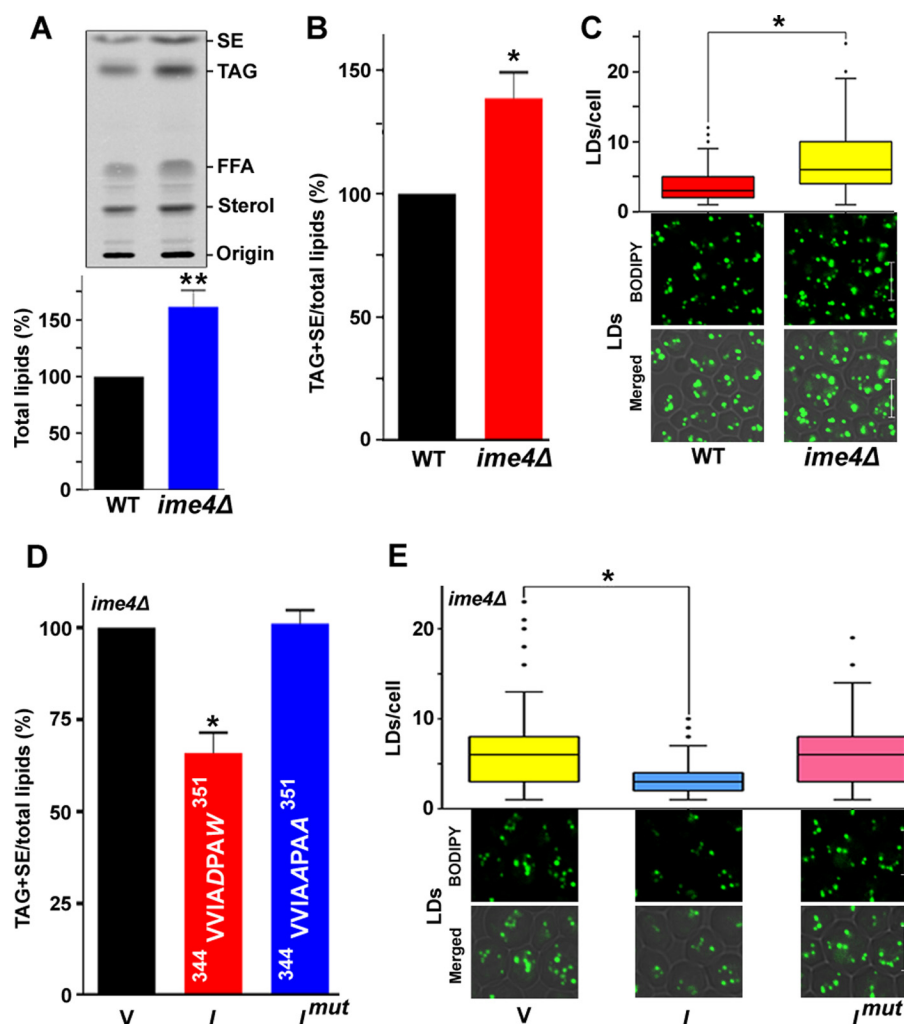 A
SE
TAG
FFA
Sterol
Origin
**
Total lipids (%)
150
100
50
0
WT
ime4Δ
B
*
TAG+SE/total lipids (%)
150
100
50
0
WT
ime4Δ
C
*
LDs/cell
20
10
0
BODIPY
LDs
Merged
WT
ime4Δ
D
ime4Δ
TAG+SE/total lipids (%)
100
75
50
25
0
*
344 VVIADPAW 351
344 VVIAAPAA 351
V
I
I mut
E
ime4Δ
*
LDs/cell
20
10
0
BODIPY
LDs
Merged
V
I
I mut